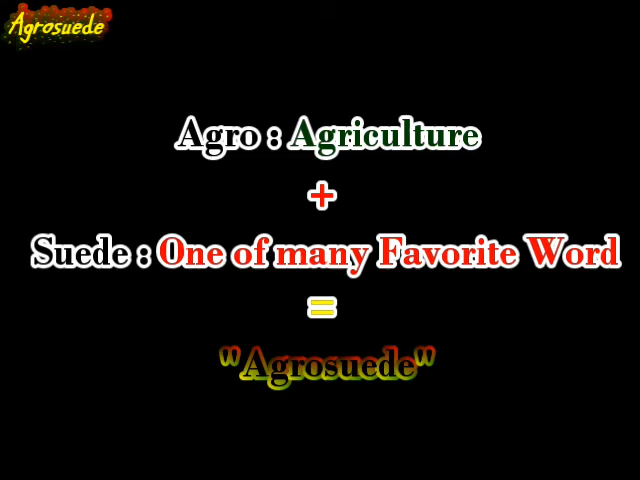 Agrosuede
Agro : Agriculture
+
Suede : One of many Favorite Word
=
"Agrosuede"